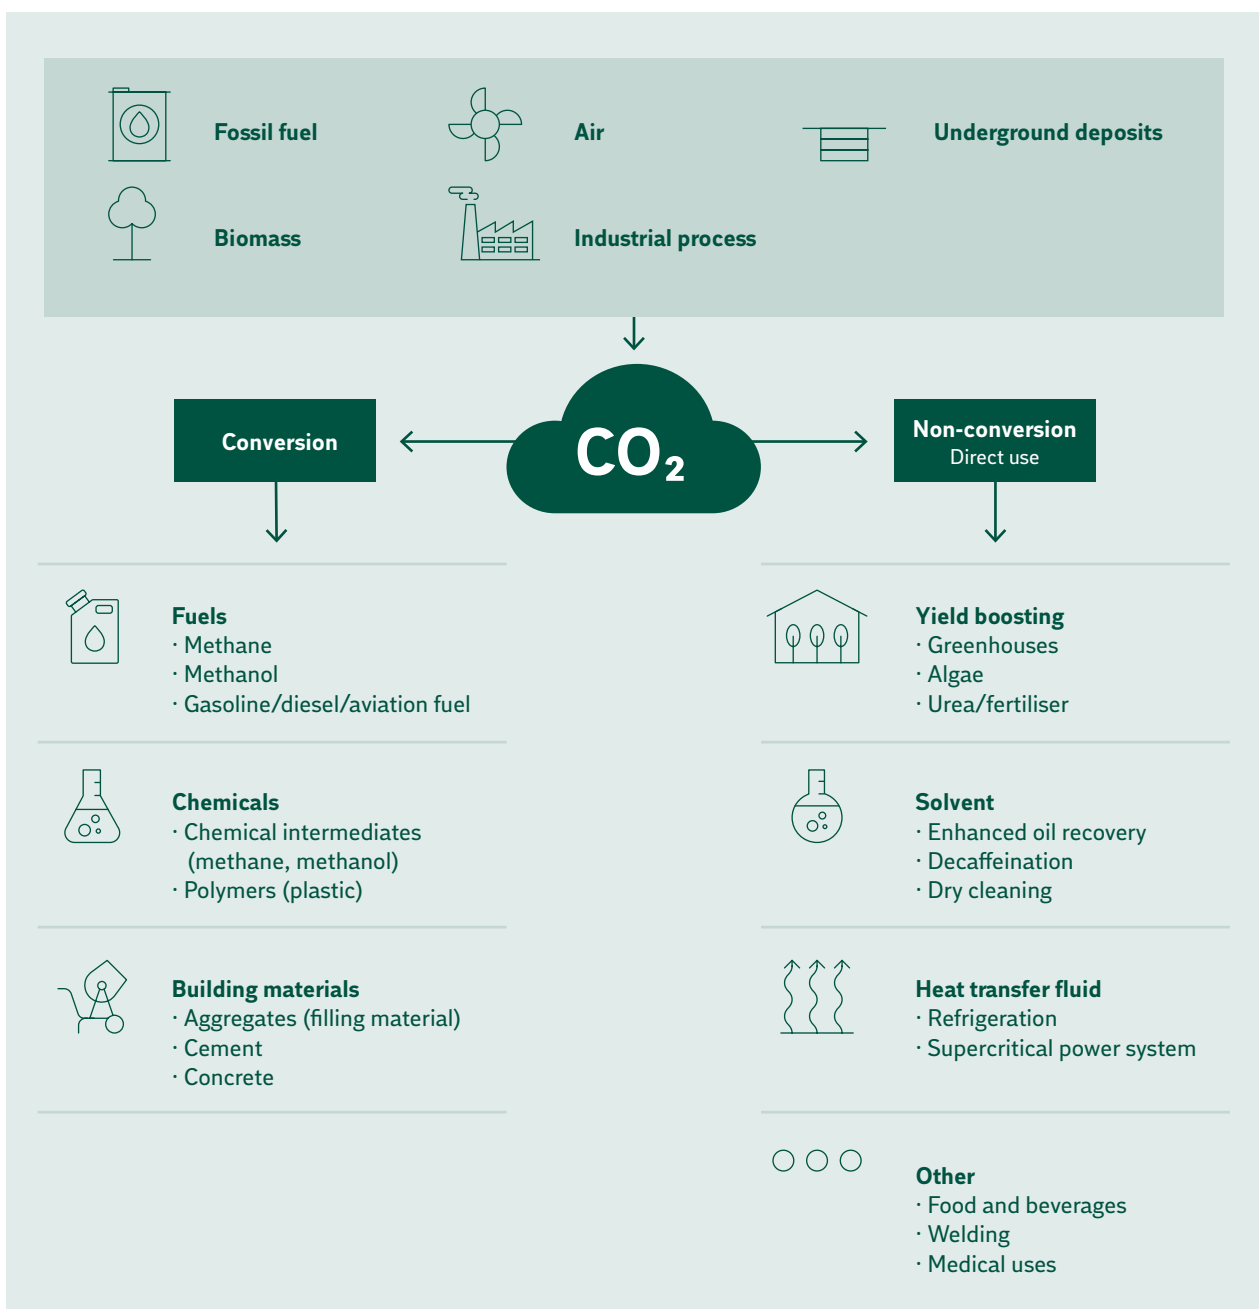 Fossil fuel
Air
Underground deposits
Biomass
Industrial process
CO₂
Conversion
Non-conversion
Direct use
Fuels
· Methane
· Methanol
· Gasoline/diesel/aviation fuel
Chemicals
· Chemical intermediates
(methane, methanol)
· Polymers (plastic)
Building materials
· Aggregates (filling material)
· Cement
· Concrete
Yield boosting
· Greenhouses
· Algae
· Urea/fertiliser
Solvent
· Enhanced oil recovery
· Decaffeination
· Dry cleaning
Heat transfer fluid
· Refrigeration
· Supercritical power system
Other
· Food and beverages
· Welding
· Medical uses